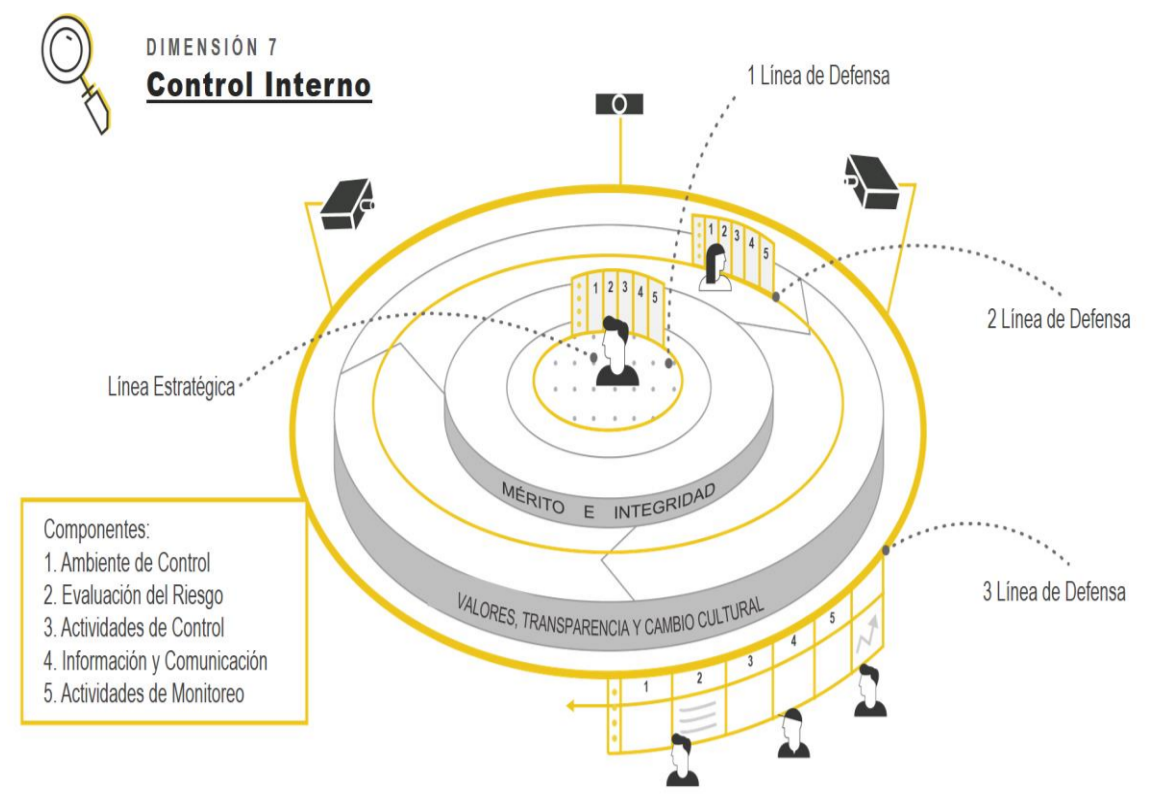 DIMENSIÓN 7
Control Interno
1 Línea de Defensa
1 2 3 4 5
1 2 3 4 5
2 Línea de Defensa
Línea Estratégica
MÉRITO E INTEGRIDAD
Componentes:
1. Ambiente de Control
2. Evaluación del Riesgo
3. Actividades de Control
4. Información y Comunicación
5. Actividades de Monitoreo
3 Línea de Defensa
VALORES, TRANSPARENCIA Y CAMBIO CULTURAL
1 2 3 4 5